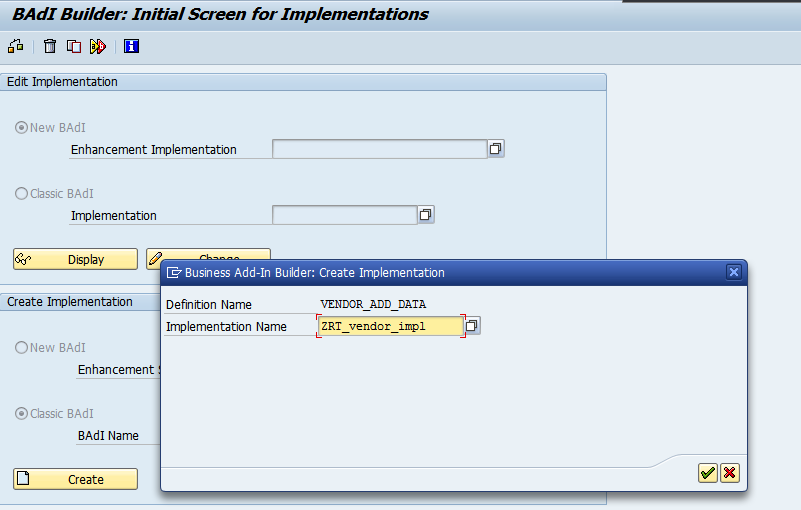 BAdI Builder: Initial Screen for Implementations
Edit Implementation
New BAdI
Enhancement Implementation
Classic BAdI
Implementation
Display
Business Add-In Builder: Create Implementation
Create Implementation
Definition Name VENDOR_ADD_DATA
Implementation Name ZRT_vendor_impl
New BAdI
Enhancement
Classic BAdI
BAdI Name
Create